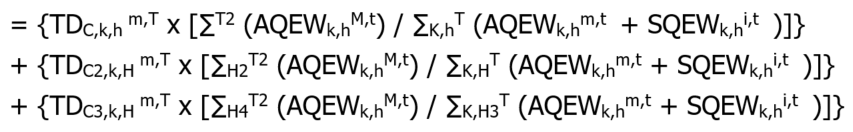 = {TD_C,k,h ^m,T x [∑^T2 (AQEW_k,h^M,t) / ∑_K,h^T (AQEW_k,h^m,t + SQEW_k,h^i,t )]}
+ {TD_C2,k,H ^m,T x [∑_H2^T2 (AQEW_k,h^M,t) / ∑_K,H^T (AQEW_k,h^m,t + SQEW_k,h^i,t )]}
+ {TD_C3,k,H ^m,T x [∑_H4^T2 (AQEW_k,h^M,t) / ∑_K,H3^T (AQEW_k,h^m,t + SQEW_k,h^i,t )]}